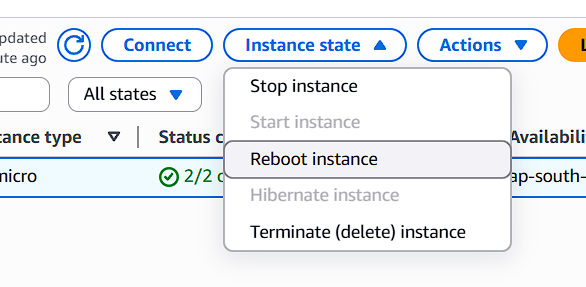 pdated
ute ago
Connect
Instance state
Actions
L
All states
Stop instance
Start instance
Reboot instance
Hibernate instance
Terminate (delete) instance
tance type
Status c
Availabili
micro
2/2 c
ap-south-